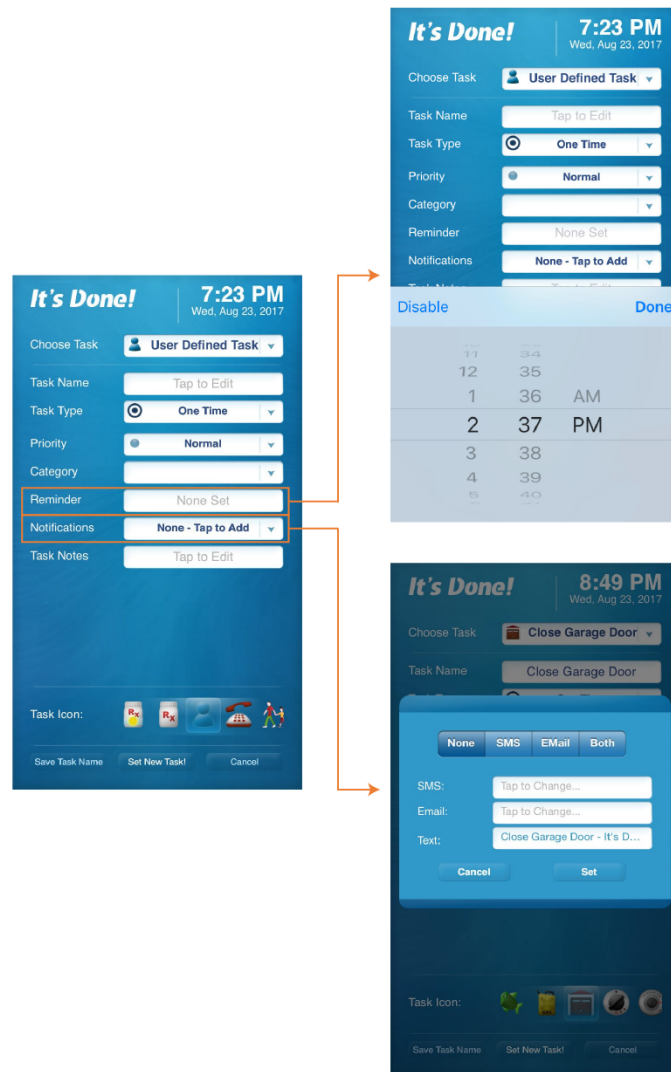 It's Done!
7:23 PM
Wed, Aug 23, 2017
Choose Task User Defined Task
Task Name Tap to Edit
Task Type One Time
Priority Normal
Category
Reminder None Set
Notifications None - Tap to Add
Disable Done
11 34
12 35
1 36 AM
2 37 PM
3 38
4 39
5 40
It's Done!
7:23 PM
Wed, Aug 23, 2017
Choose Task User Defined Task
Task Name Tap to Edit
Task Type One Time
Priority Normal
Category
Reminder None Set
Notifications None - Tap to Add
Task Notes Tap to Edit
Task Icon: Rx Rx
Save Task Name Set New Task! Cancel
It's Done!
8:49 PM
Wed, Aug 23, 2017
Choose Task Close Garage Door
Task Name Close Garage Door
None SMS EMail Both
SMS: Tap to Change...
Email: Tap to Change...
Text: Close Garage Door - It's D...
Cancel Set
Task Icon:
Save Task Name Set New Task! Cancel